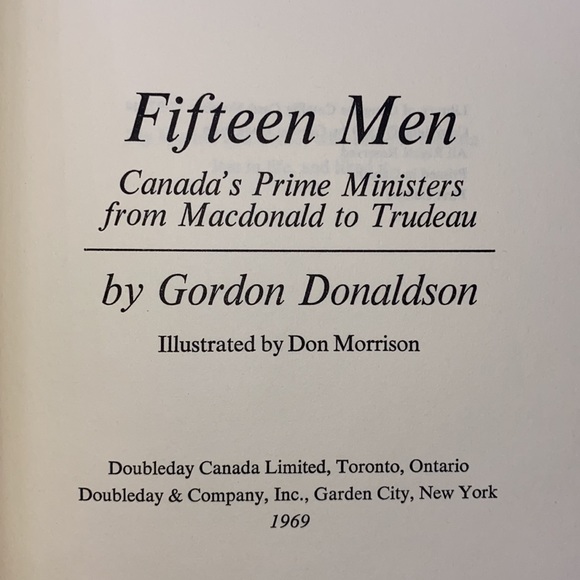 Fifteen Men
Canada's Prime Ministers
from Macdonald to Trudeau
by Gordon Donaldson
Illustrated by Don Morrison
Doubleday Canada Limited, Toronto, Ontario
Doubleday & Company, Inc., Garden City, New York
1969